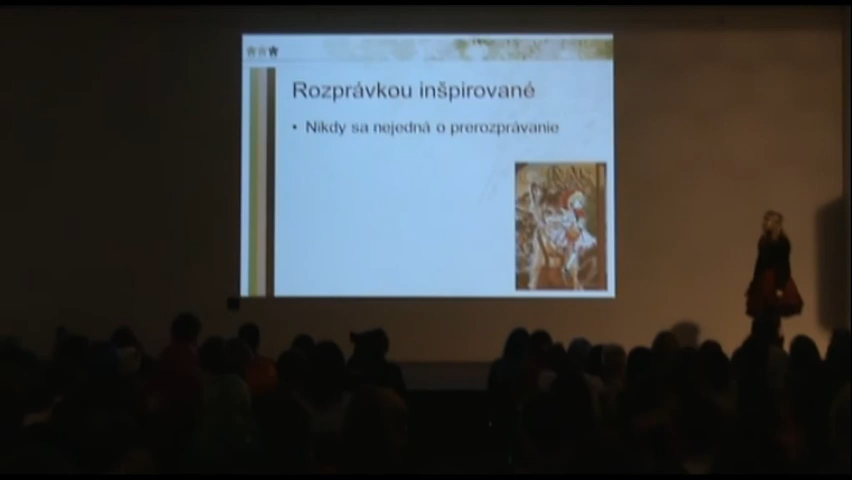 Rozprávkou inšpirované
• Nikdy sa nejedná o prerozprávanie